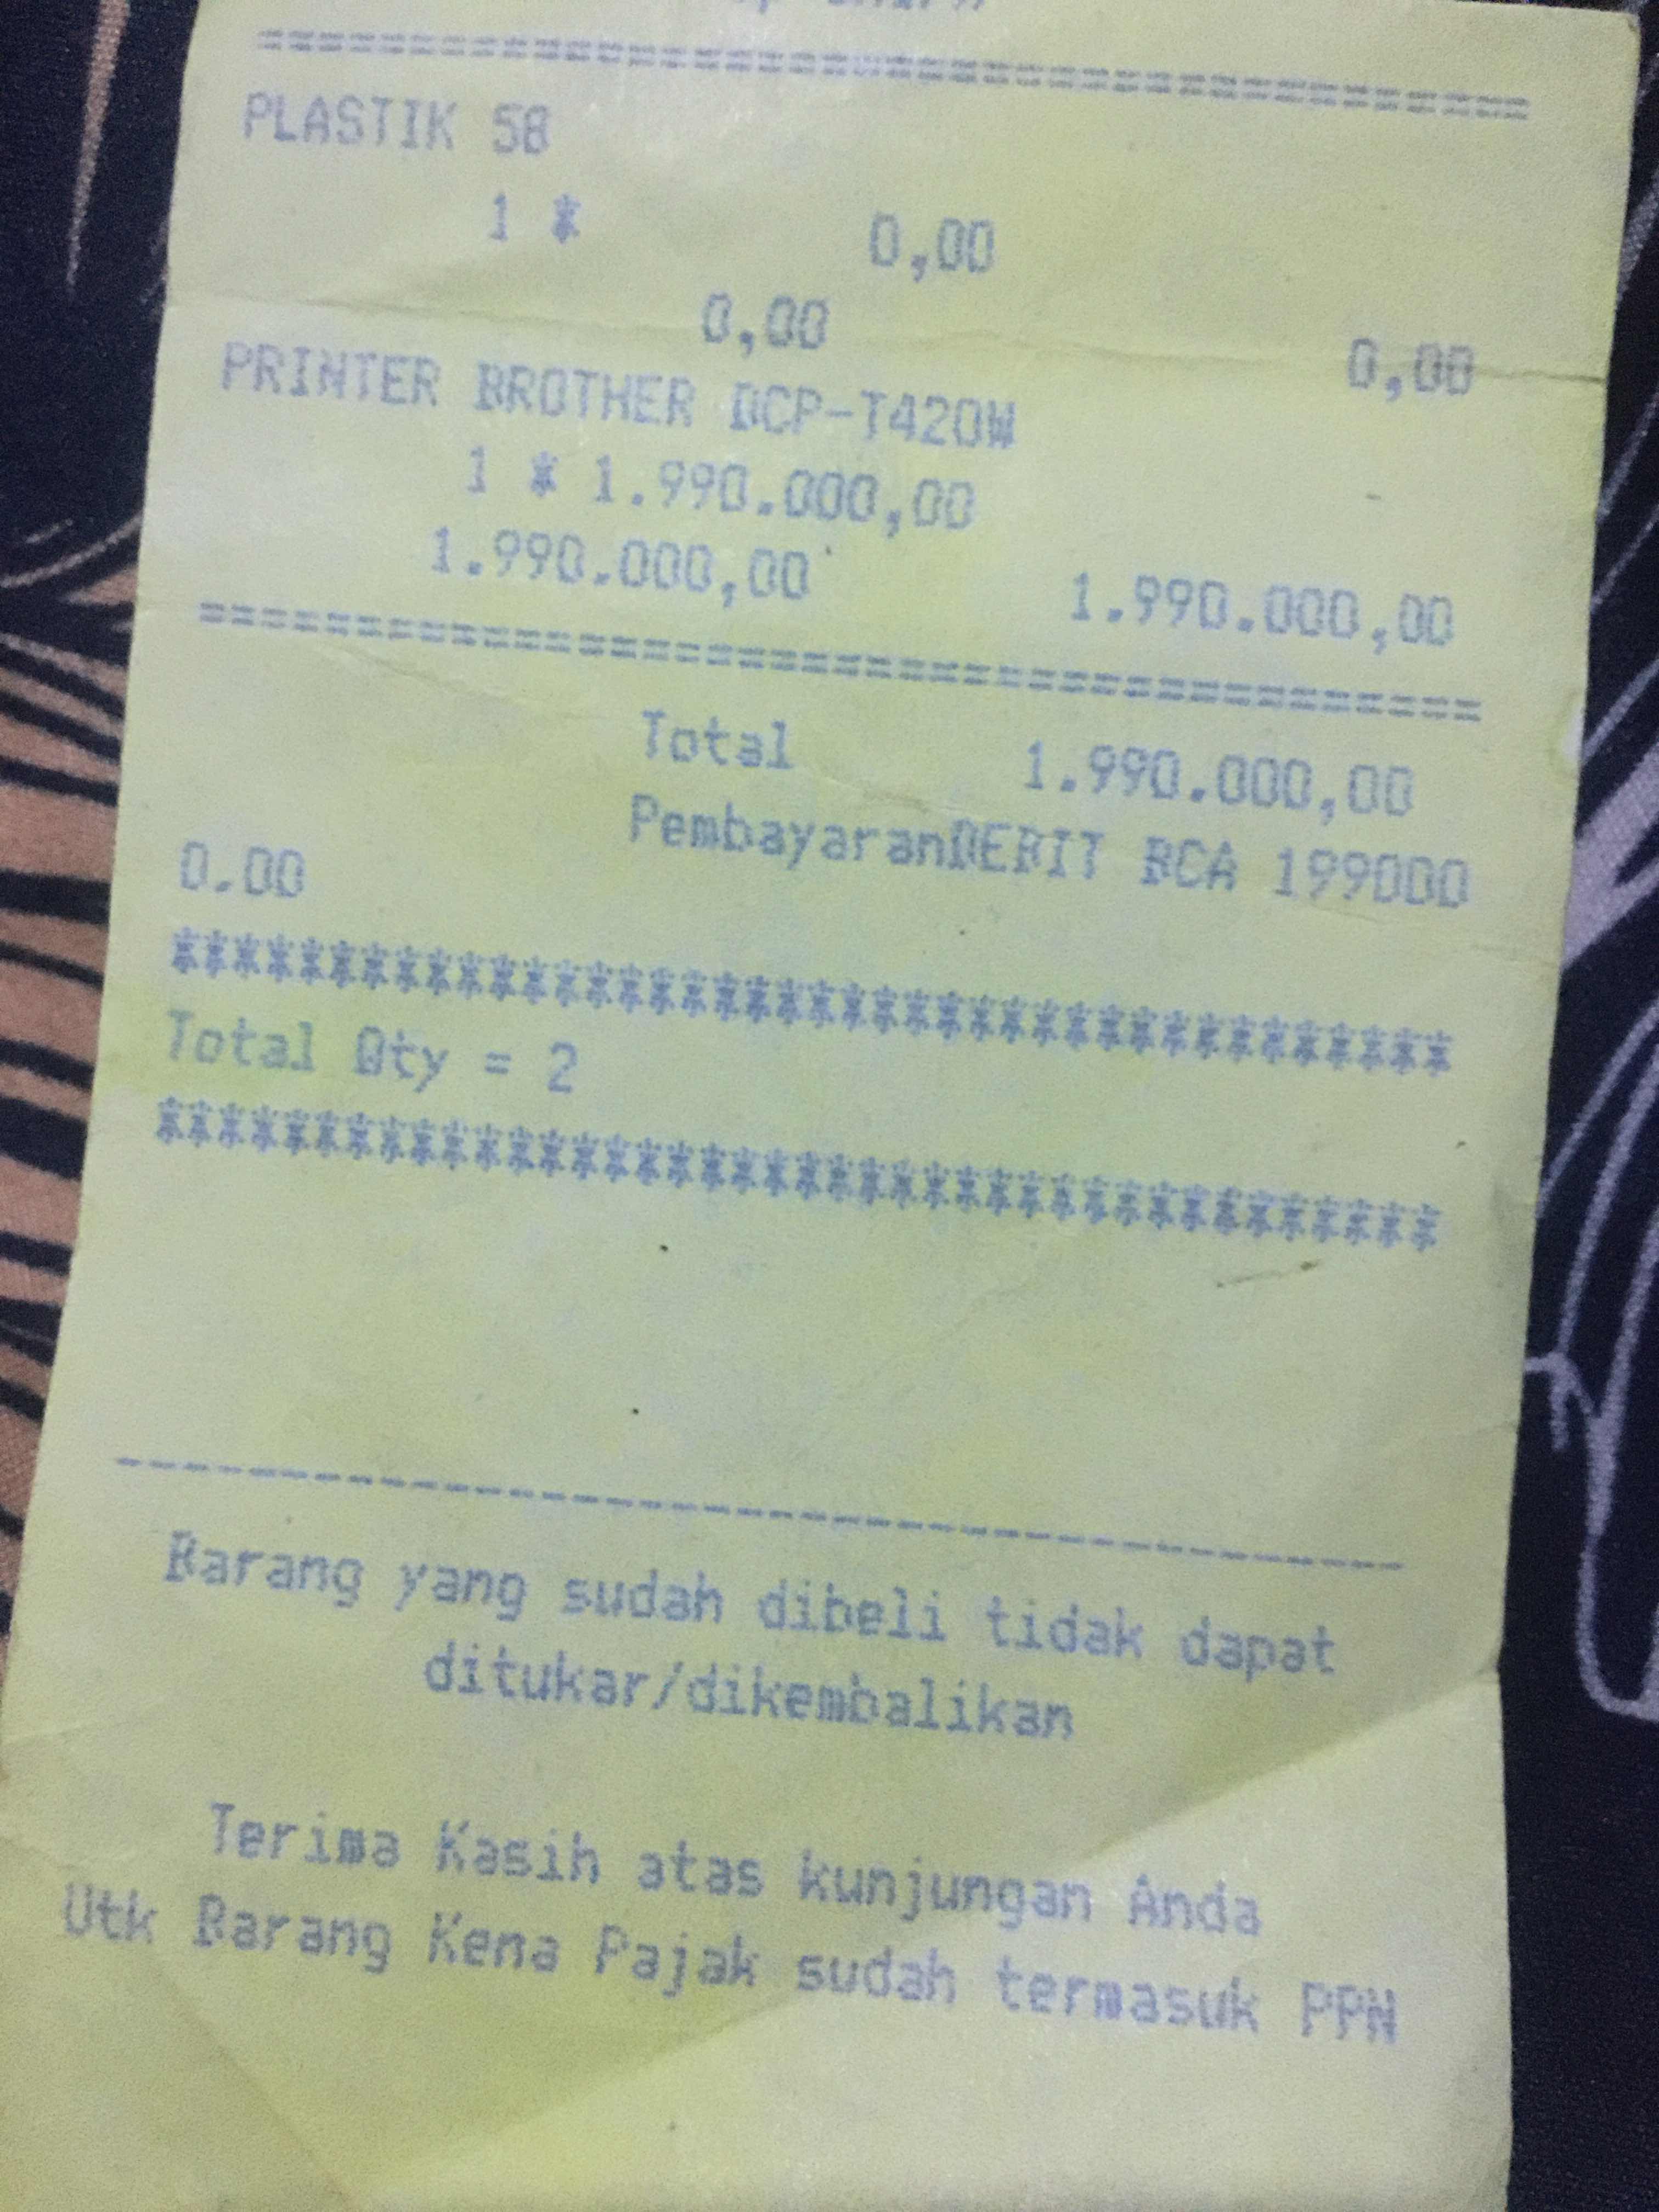 ==========================================
PLASTIK 58
1 * 0,00
0,00 0,00
PRINTER BROTHER DCP-T420W
1 * 1.990.000,00
1.990.000,00 1.990.000,00
==========================================
Total 1.990.000,00
PembayaranDEBIT BCA 199000
0.00
*****************************************
Total Qty = 2
*****************************************
-----------------------------------------
Barang yang sudah dibeli tidak dapat
ditukar/dikembalikan
Terima Kasih atas kunjungan Anda
Utk Barang Kena Pajak sudah termasuk PPN